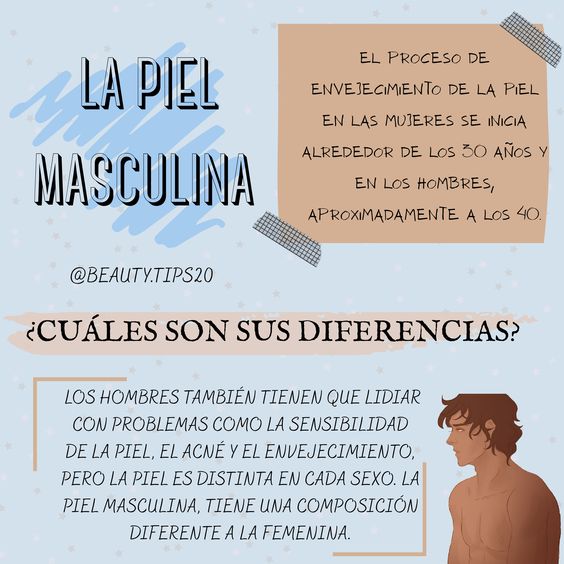 LA PIEL
MASCULINA
EL PROCESO DE
ENVEJECIMIENTO DE LA PIEL
EN LAS MUJERES SE INICIA
ALREDEDOR DE LOS 30 AÑOS Y
EN LOS HOMBRES,
APROXIMADAMENTE A LOS 40.
@BEAUTY.TIPS20
¿CUÁLES SON SUS DIFERENCIAS?
LOS HOMBRES TAMBIÉN TIENEN QUE LIDIAR
CON PROBLEMAS COMO LA SENSIBILIDAD
DE LA PIEL, EL ACNÉ Y EL ENVEJECIMIENTO,
PERO LA PIEL ES DISTINTA EN CADA SEXO. LA
PIEL MASCULINA, TIENE UNA COMPOSICIÓN
DIFERENTE A LA FEMENINA.